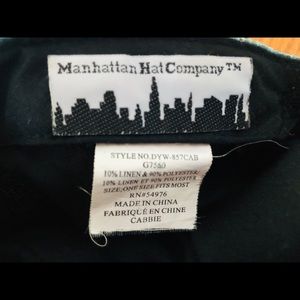 Manhattan Hat Company™
STYLE NO.DYW-857CAB
G7560
10% LINEN & 90% POLYESTER
10% LINEN ET 90% POLYESTER
SIZE;ONE SIZE FITS MOST
RN#54976
MADE IN CHINA
FABRIQUÉ EN CHINE
CABBIE